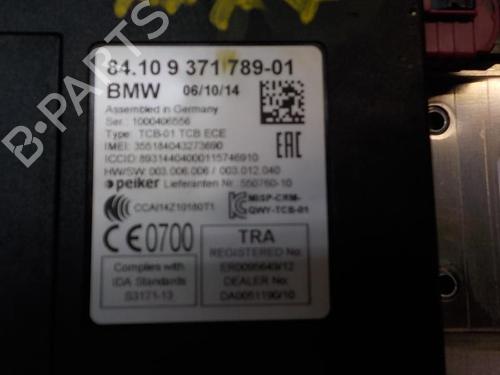 84.10 9 371 789-01
BMW 06/10/14
Assembled in Germany
Ser.: 1000406556
Type: TCB-01 TCB ECE
IMEI: 355184043273690
ICCID: 89314404000115746910
HW/SW: 003.006.006 / 003.012.040
peiker Lieferanten Nr.: 550760-10
CCAI14Z10180T1
MSIP-CRM-
QWY-TCB-01
EAC
CE0700
TRA
REGISTERED No:
ER0095649/12
DEALER No:
DA0051190/10
Complies with
IDA Standards
S3171-13
B-PARTS